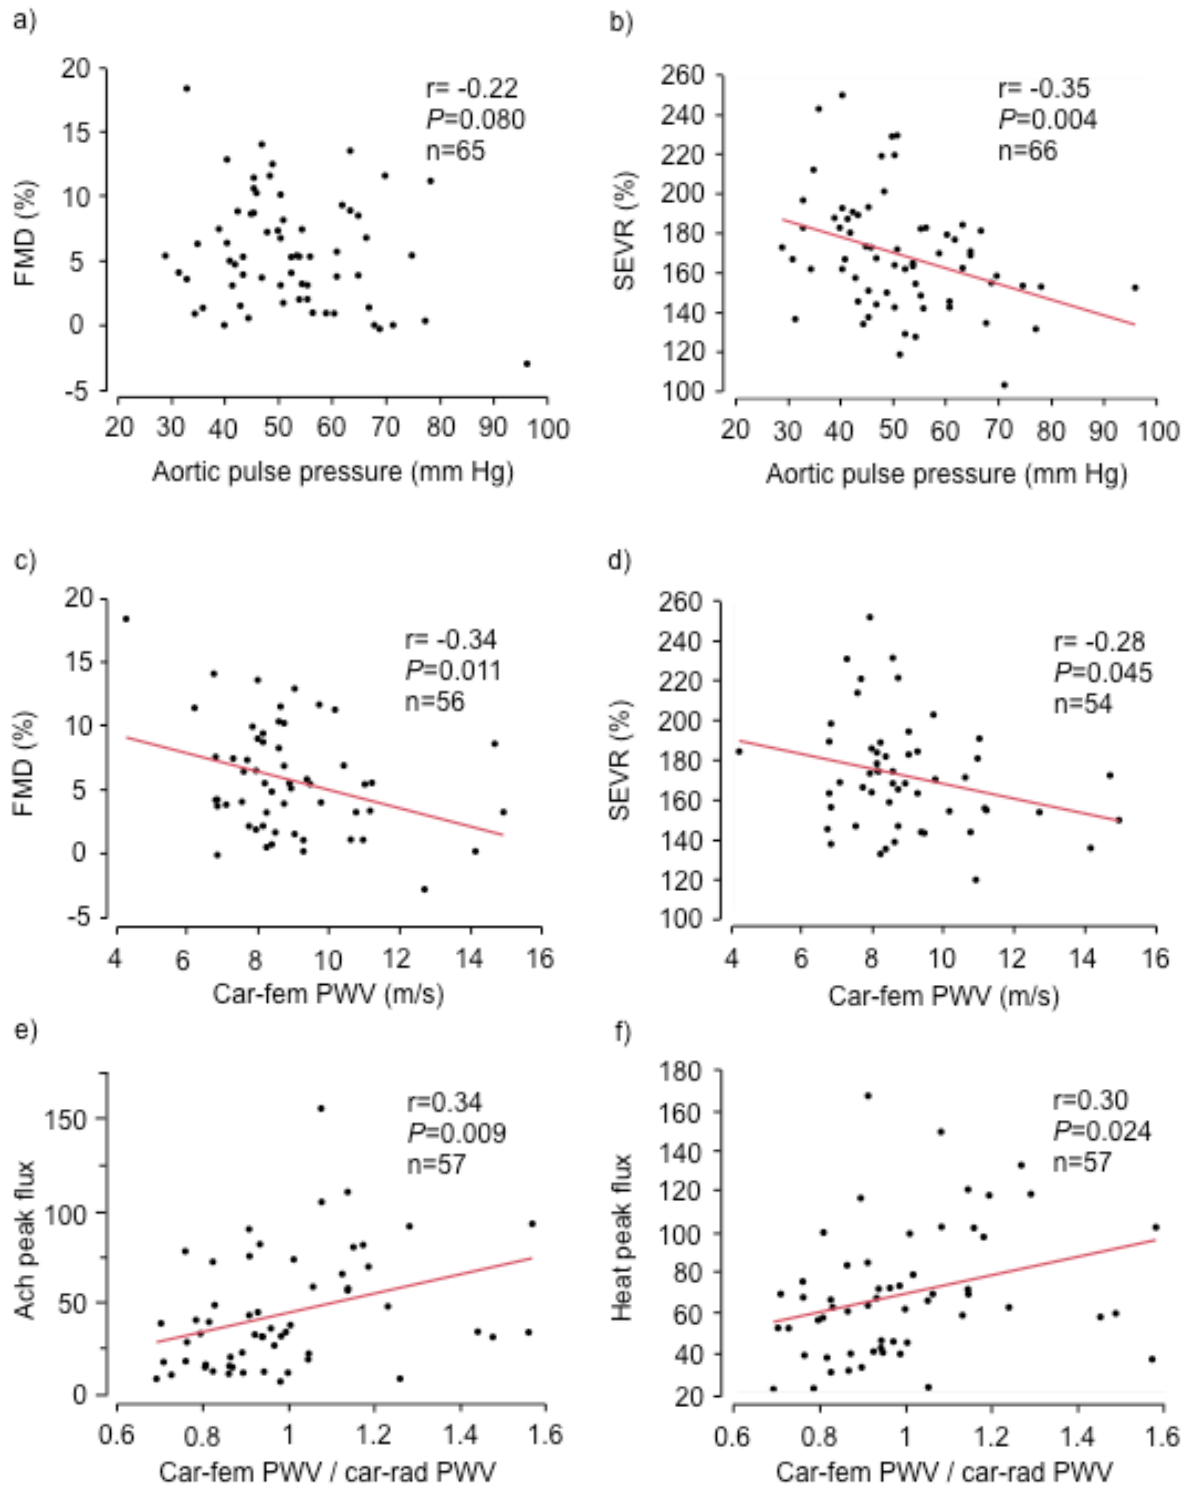 a)
20
15
10
5
0
-5
FMD (%)
r= -0.22
P=0.080
n=65
20 30 40 50 60 70 80 90 100
Aortic pulse pressure (mm Hg)
b)
260
240
220
200
180
160
140
120
100
SEVR (%)
r= -0.35
P=0.004
n=66
20 30 40 50 60 70 80 90 100
Aortic pulse pressure (mm Hg)
c)
20
15
10
5
0
-5
FMD (%)
r= -0.34
P=0.011
n=56
4 6 8 10 12 14 16
Car-fem PWV (m/s)
d)
260
240
220
200
180
160
140
120
100
SEVR (%)
r= -0.28
P=0.045
n=54
4 6 8 10 12 14 16
Car-fem PWV (m/s)
e)
150
100
50
0
Ach peak flux
r=0.34
P=0.009
n=57
0.6 0.8 1 1.2 1.4 1.6
Car-fem PWV / car-rad PWV
f)
180
160
140
120
100
80
60
40
20
Heat peak flux
r=0.30
P=0.024
n=57
0.6 0.8 1 1.2 1.4 1.6
Car-fem PWV / car-rad PWV